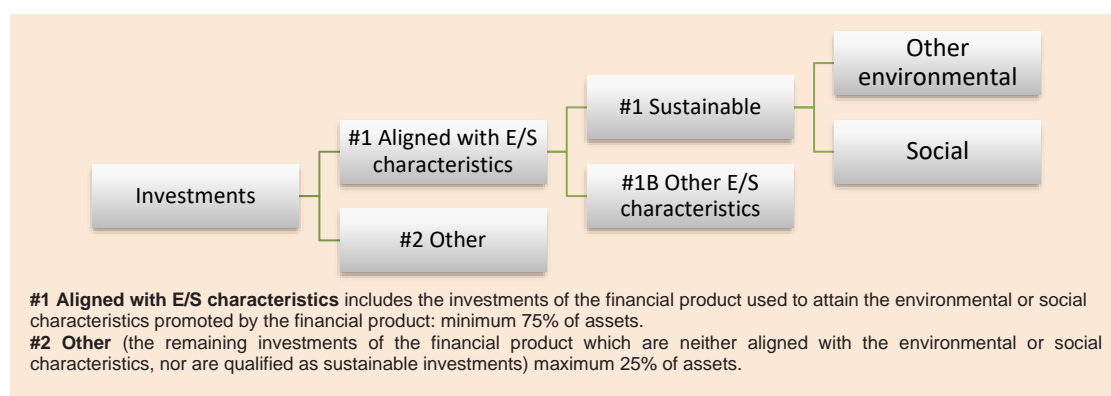 Other
environmental
#1 Sustainable
#1 Aligned with E/S
characteristics
Social
Investments
#1B Other E/S
characteristics
#2 Other
#1 Aligned with E/S characteristics includes the investments of the financial product used to attain the environmental or social
characteristics promoted by the financial product: minimum 75% of assets.
#2 Other (the remaining investments of the financial product which are neither aligned with the environmental or social
characteristics, nor are qualified as sustainable investments) maximum 25% of assets.